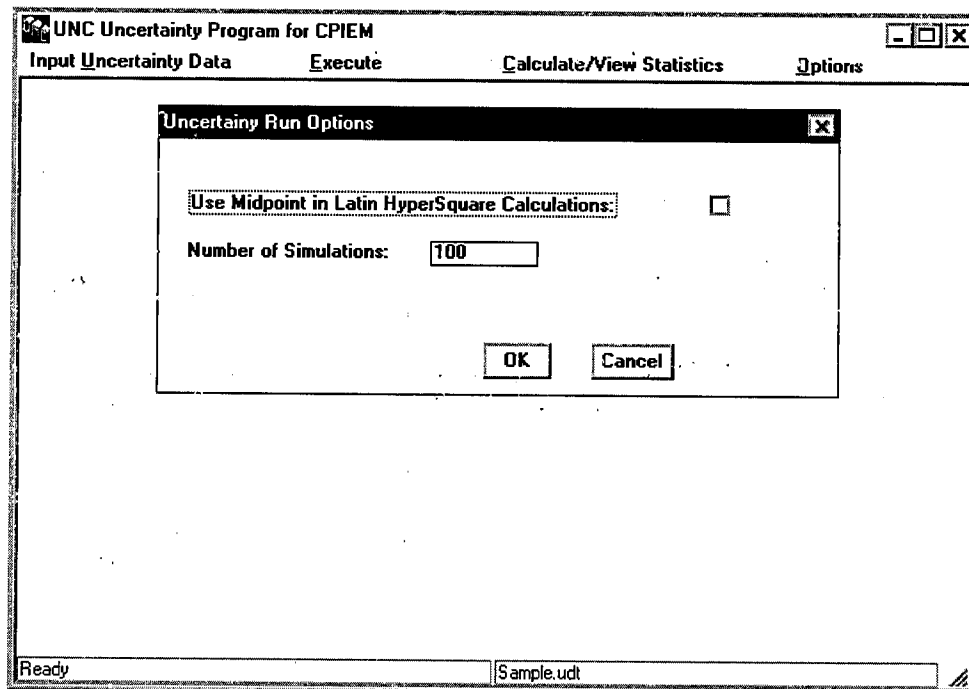 UNC Uncertainty Program for CPIEM
Input Uncertainty Data Execute Calculate/View Statistics Options
Uncertainy Run Options
Use Midpoint in Latin HyperSquare Calculations:
Number of Simulations: 100
OK Cancel
Ready Sample.udt